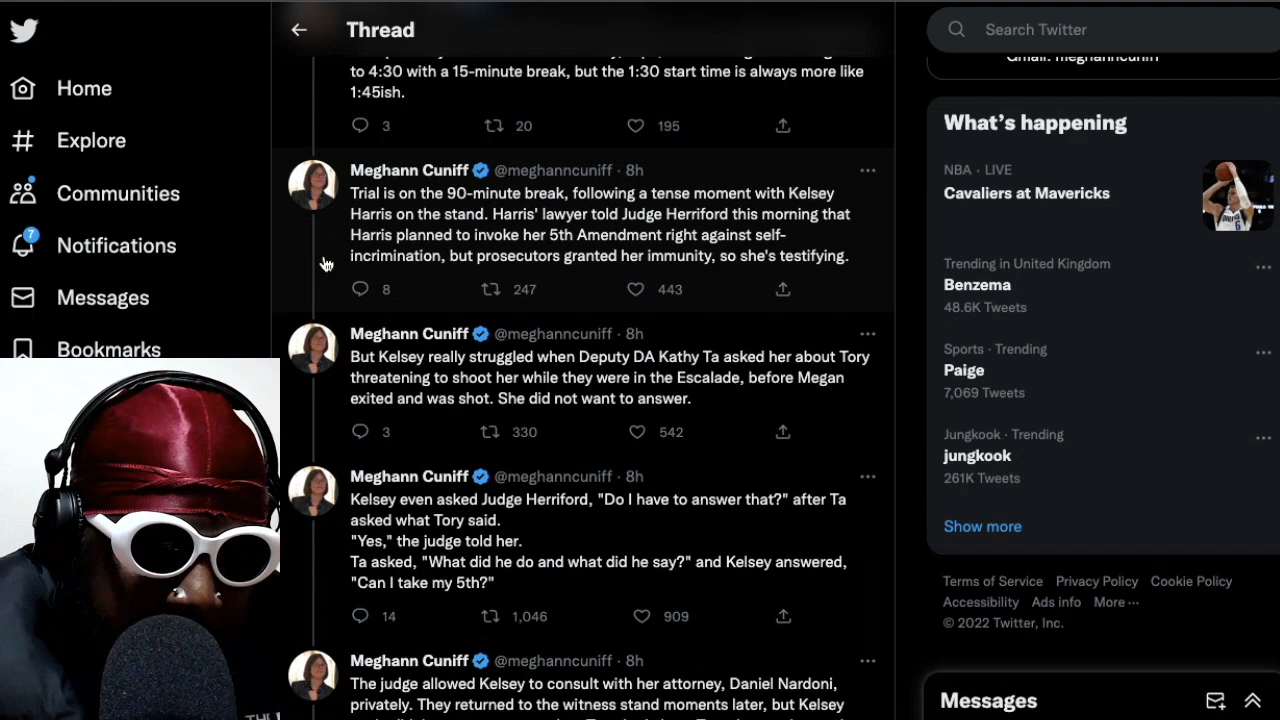 Home
Explore
Communities
7
Notifications
Messages
Bookmarks
Thread
to 4:30 with a 15-minute break, but the 1:30 start time is always more like
1:45ish.
3 20 195
Meghann Cuniff @meghanncuniff · 8h
Trial is on the 90-minute break, following a tense moment with Kelsey
Harris on the stand. Harris' lawyer told Judge Herriford this morning that
Harris planned to invoke her 5th Amendment right against self-
incrimination, but prosecutors granted her immunity, so she's testifying.
8 247 443
Meghann Cuniff @meghanncuniff · 8h
But Kelsey really struggled when Deputy DA Kathy Ta asked her about Tory
threatening to shoot her while they were in the Escalade, before Megan
exited and was shot. She did not want to answer.
3 330 542
Meghann Cuniff @meghanncuniff · 8h
Kelsey even asked Judge Herriford, "Do I have to answer that?" after Ta
asked what Tory said.
"Yes," the judge told her.
Ta asked, "What did he do and what did he say?" and Kelsey answered,
"Can I take my 5th?"
14 1,046 909
Meghann Cuniff @meghanncuniff · 8h
The judge allowed Kelsey to consult with her attorney, Daniel Nardoni,
privately. They returned to the witness stand moments later, but Kelsey
Search Twitter
Gmail: meghanncuniff
What's happening
NBA · LIVE
Cavaliers at Mavericks
Trending in United Kingdom
Benzema
48.6K Tweets
Sports · Trending
Paige
7,069 Tweets
Jungkook · Trending
jungkook
261K Tweets
Show more
Terms of Service Privacy Policy Cookie Policy
Accessibility Ads info More ···
© 2022 Twitter, Inc.
Messages